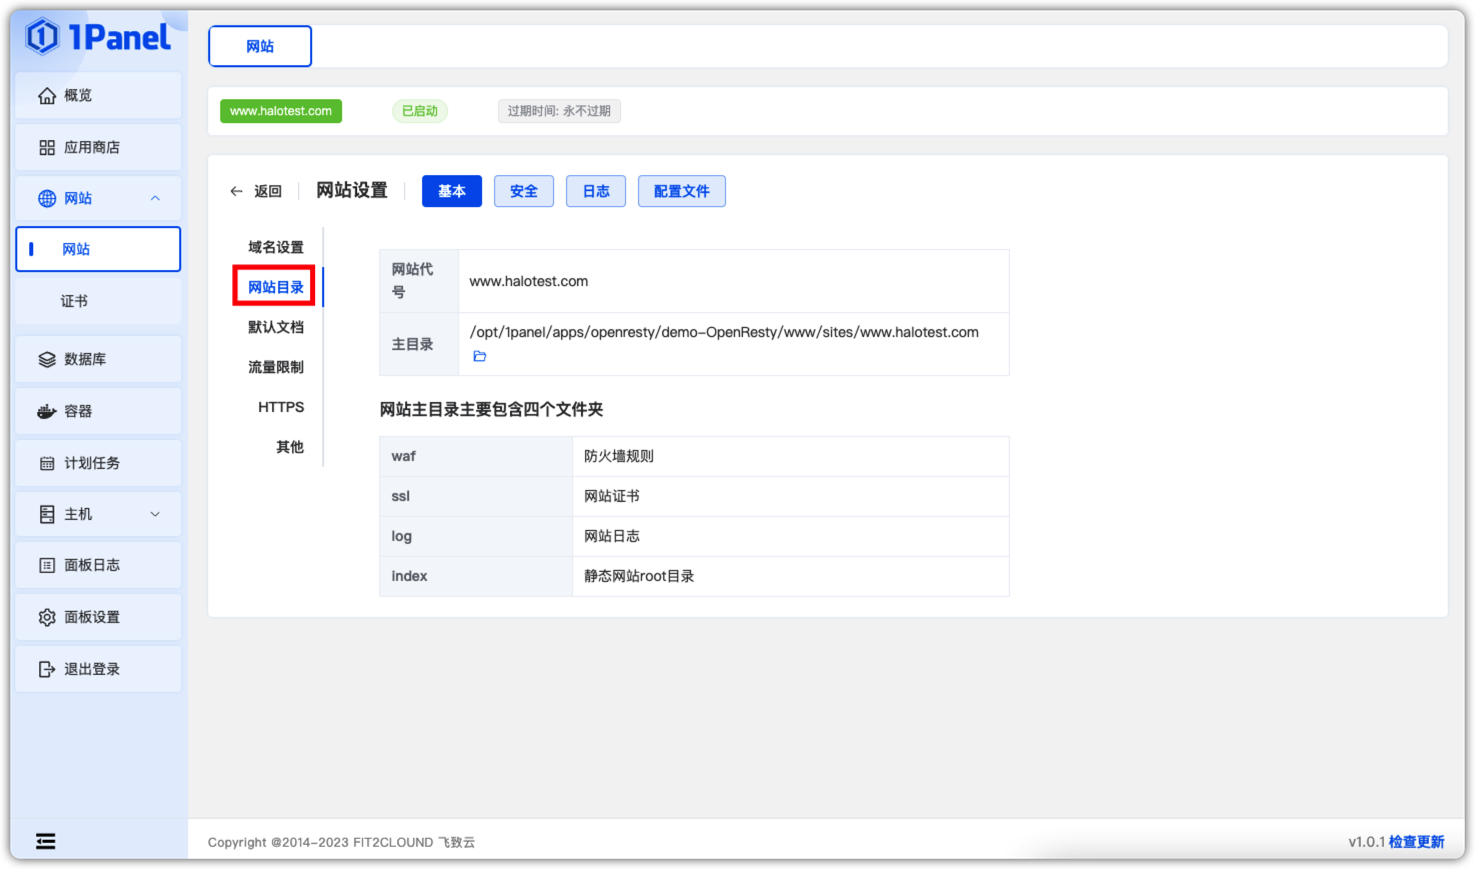 1Panel
概览
应用商店
网站
网站
证书
数据库
容器
计划任务
主机
面板日志
面板设置
退出登录
网站
www.halotest.com 已启动 过期时间: 永不过期
← 返回 网站设置 基本 安全 日志 配置文件
域名设置
网站目录
默认文档
流量限制
HTTPS
其他
网站代
号 www.halotest.com
主目录 /opt/1panel/apps/openresty/demo-OpenResty/www/sites/www.halotest.com
网站主目录主要包含四个文件夹
waf 防火墙规则
ssl 网站证书
log 网站日志
index 静态网站root目录
Copyright @2014-2023 FIT2CLOUND 飞致云
v1.0.1 检查更新